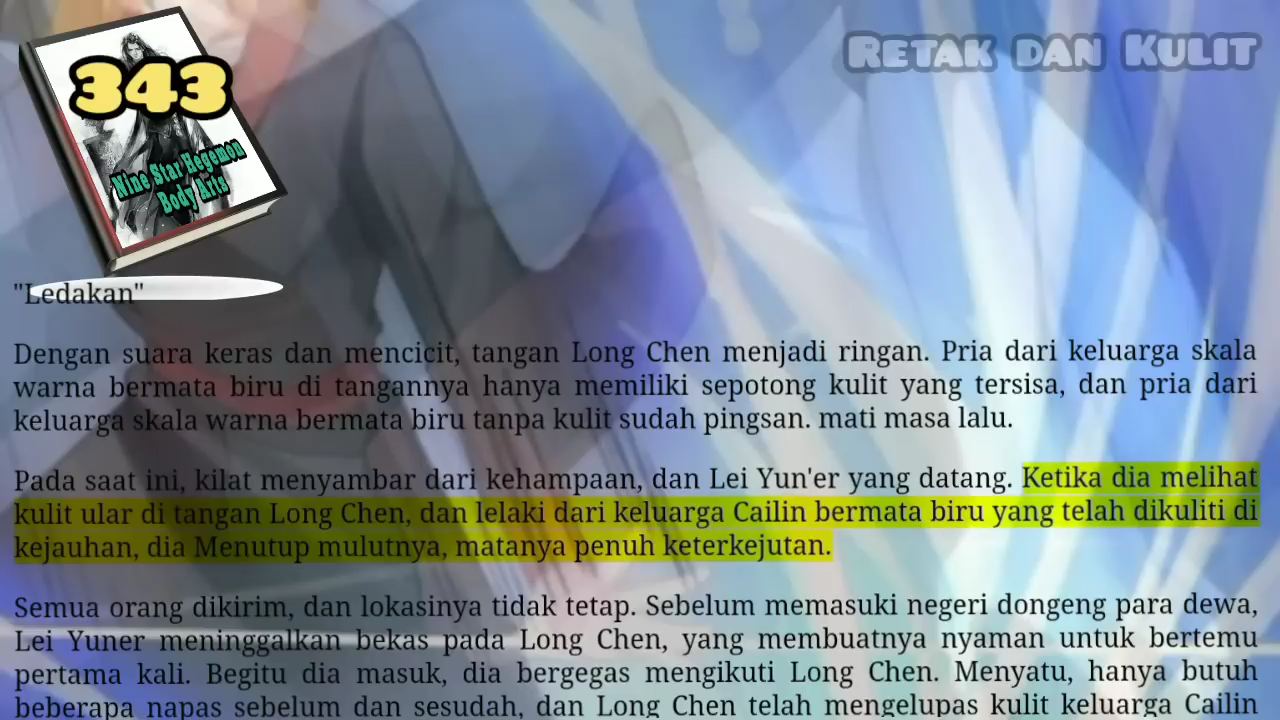 343
Nine Star Hegemon
Body Arts
Retak dan Kulit
"Ledakan"
Dengan suara keras dan mencicit, tangan Long Chen menjadi ringan. Pria dari keluarga skala
warna bermata biru di tangannya hanya memiliki sepotong kulit yang tersisa, dan pria dari
keluarga skala warna bermata biru tanpa kulit sudah pingsan. mati masa lalu.
Pada saat ini, kilat menyambar dari kehampaan, dan Lei Yun'er yang datang. Ketika dia melihat
kulit ular di tangan Long Chen, dan lelaki dari keluarga Cailin bermata biru yang telah dikuliti di
kejauhan, dia Menutup mulutnya, matanya penuh keterkejutan.
Semua orang dikirim, dan lokasinya tidak tetap. Sebelum memasuki negeri dongeng para dewa,
Lei Yuner meninggalkan bekas pada Long Chen, yang membuatnya nyaman untuk bertemu
pertama kali. Begitu dia masuk, dia bergegas mengikuti Long Chen. Menyatu, hanya butuh
beberapa napas sebelum dan sesudah, dan Long Chen telah mengelupas kulit keluarga Cailin